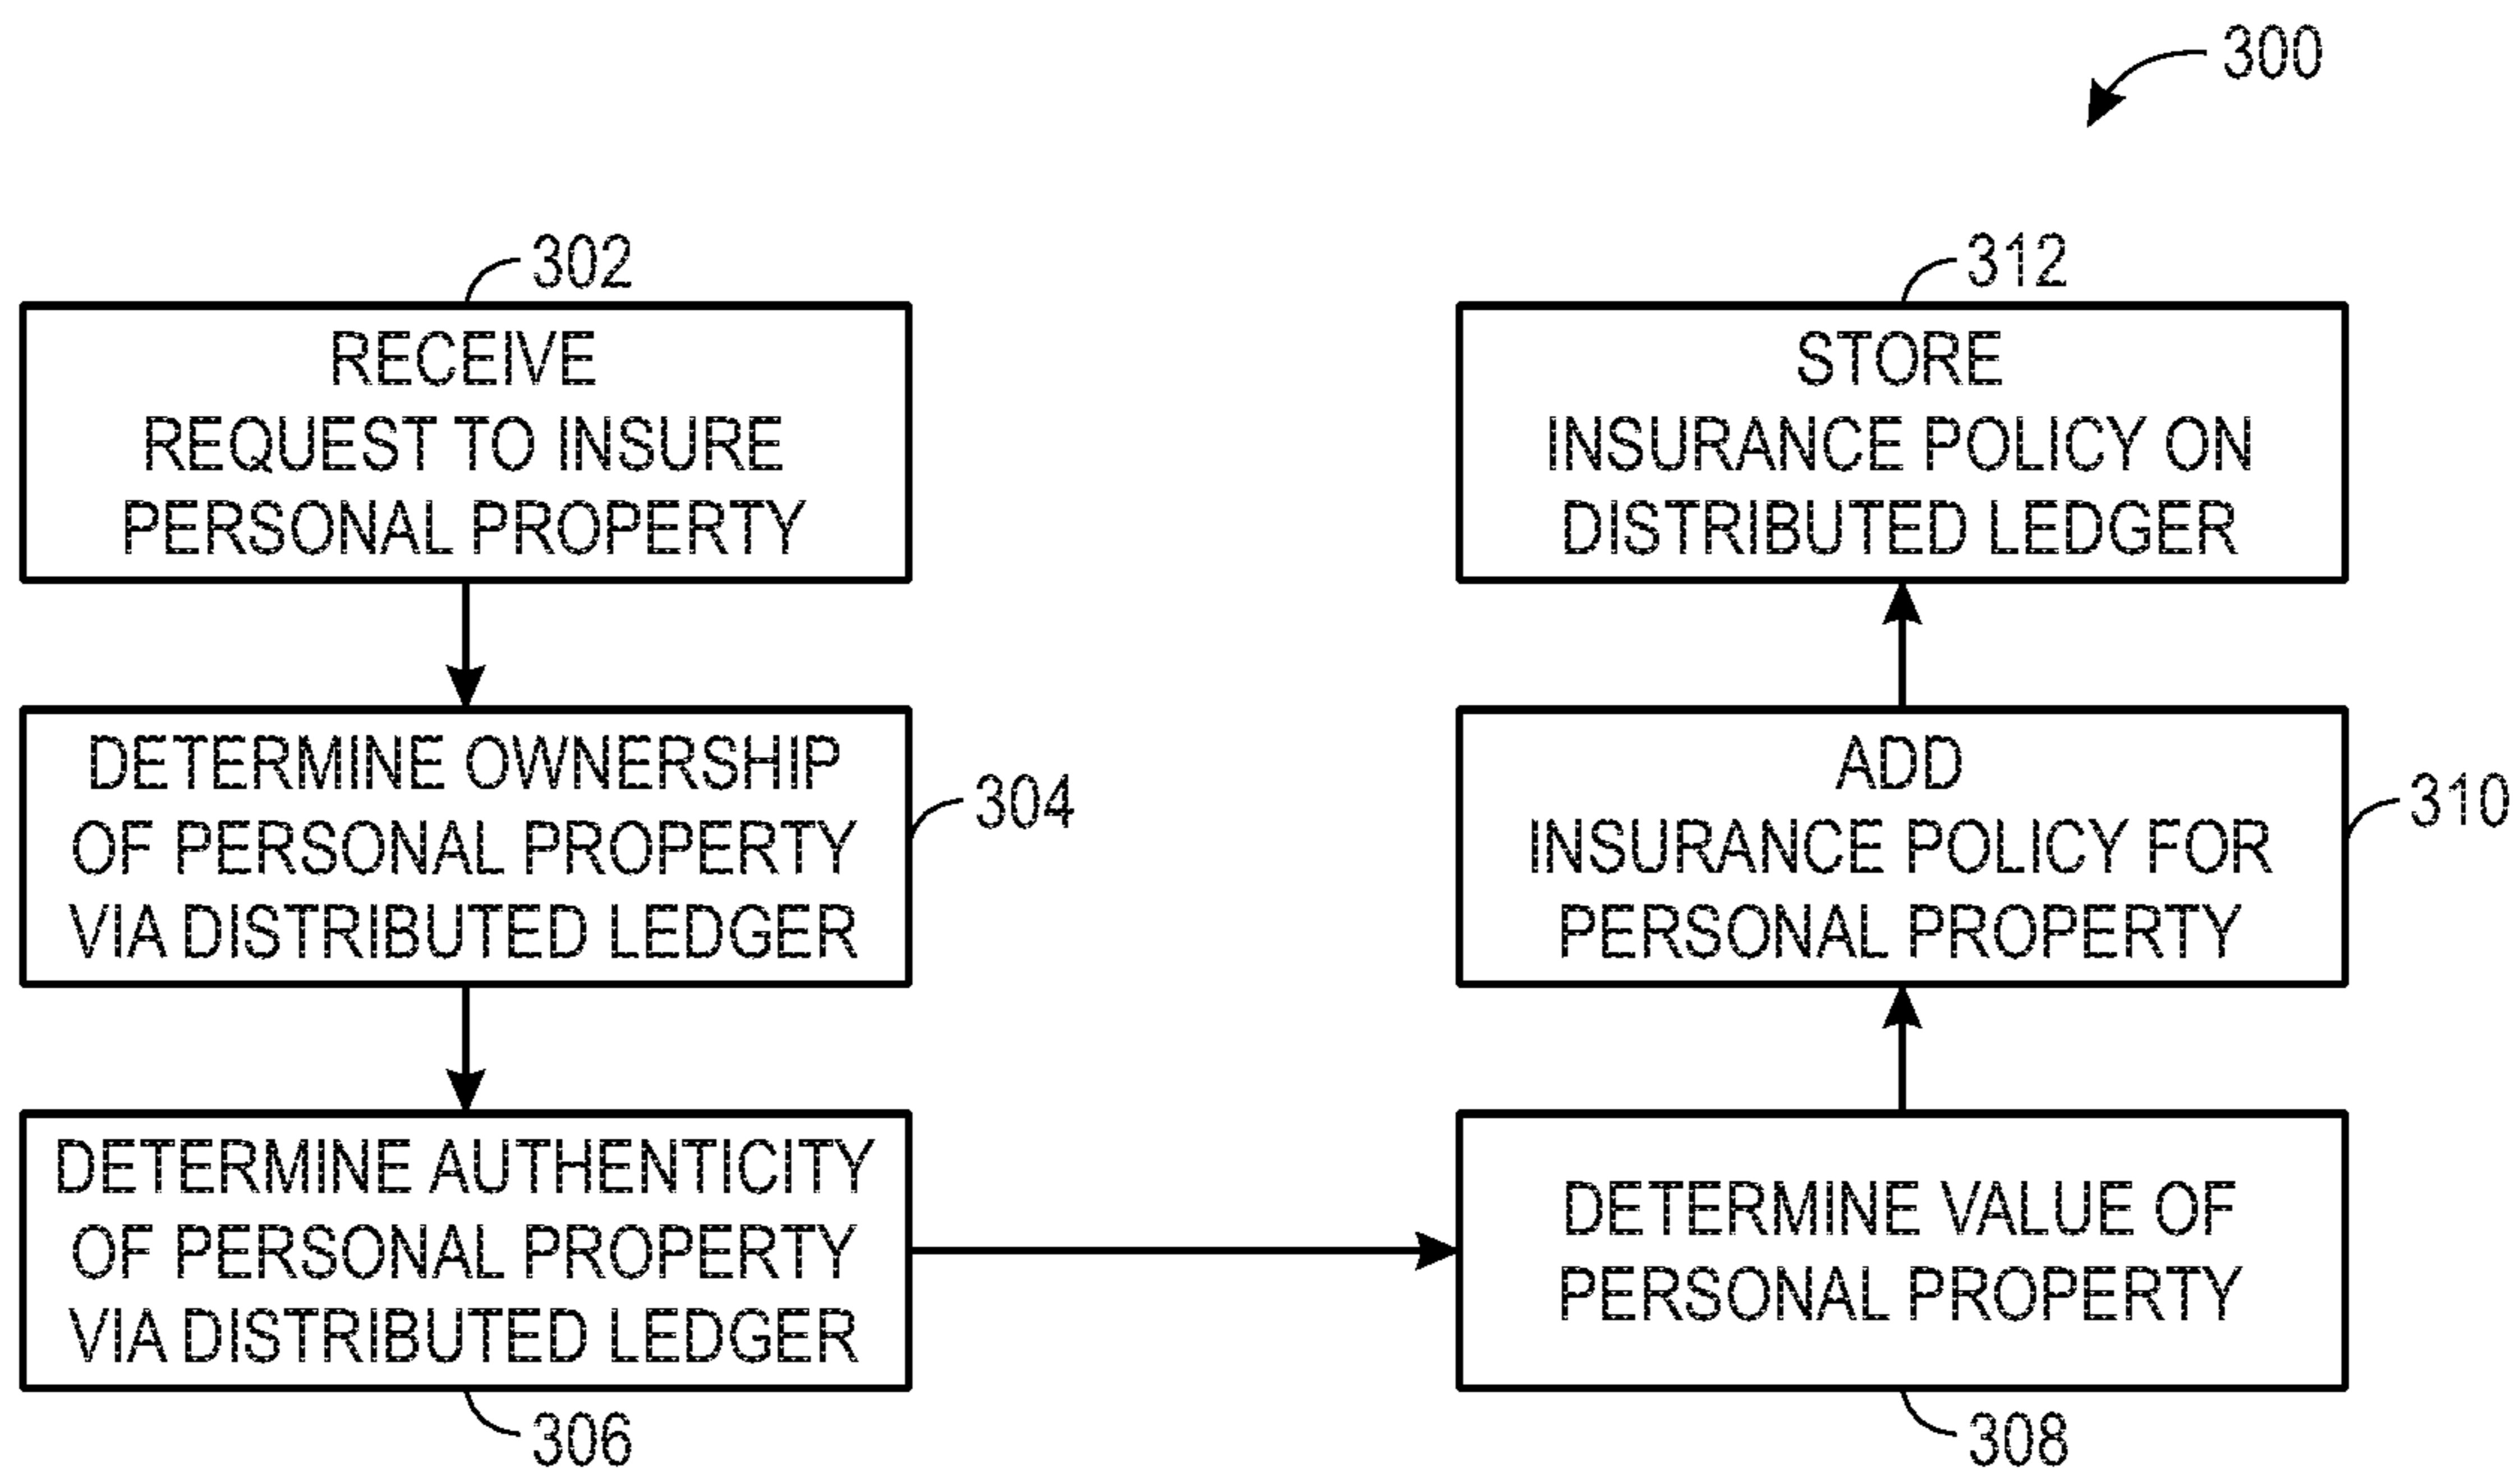 300
302
RECEIVE
REQUEST TO INSURE
PERSONAL PROPERTY
DETERMINE OWNERSHIP
OF PERSONAL PROPERTY
VIA DISTRIBUTED LEDGER
304
DETERMINE AUTHENTICITY
OF PERSONAL PROPERTY
VIA DISTRIBUTED LEDGER
306
DETERMINE VALUE OF
PERSONAL PROPERTY
308
ADD
INSURANCE POLICY FOR
PERSONAL PROPERTY
310
312
STORE
INSURANCE POLICY ON
DISTRIBUTED LEDGER